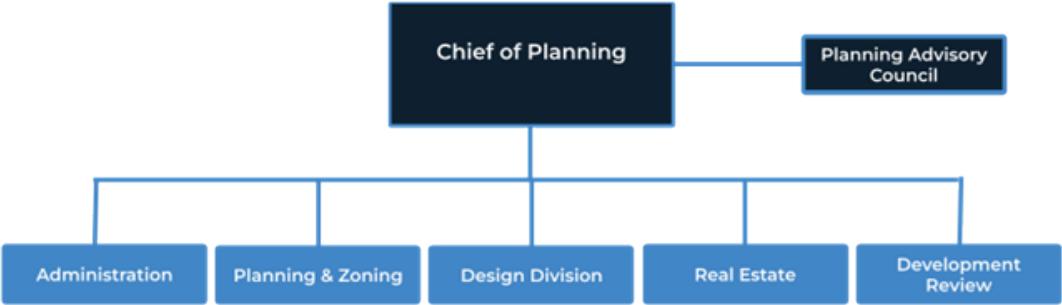 Chief of Planning
Planning Advisory
Council
Administration
Planning & Zoning
Design Division
Real Estate
Development
Review